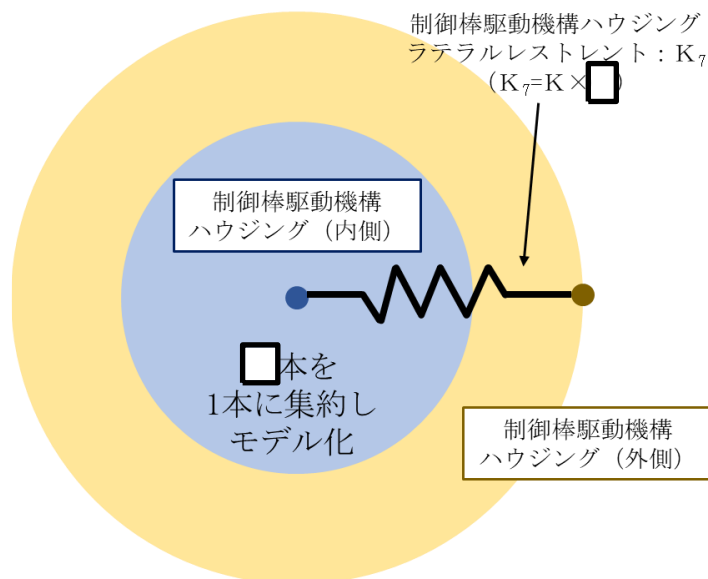 制御棒駆動機構ハウジング
ラテラルレストレント：K₇
（K₇=K×□）
制御棒駆動機構
ハウジング（内側）
□本を
1本に集約し
モデル化
制御棒駆動機構
ハウジング（外側）